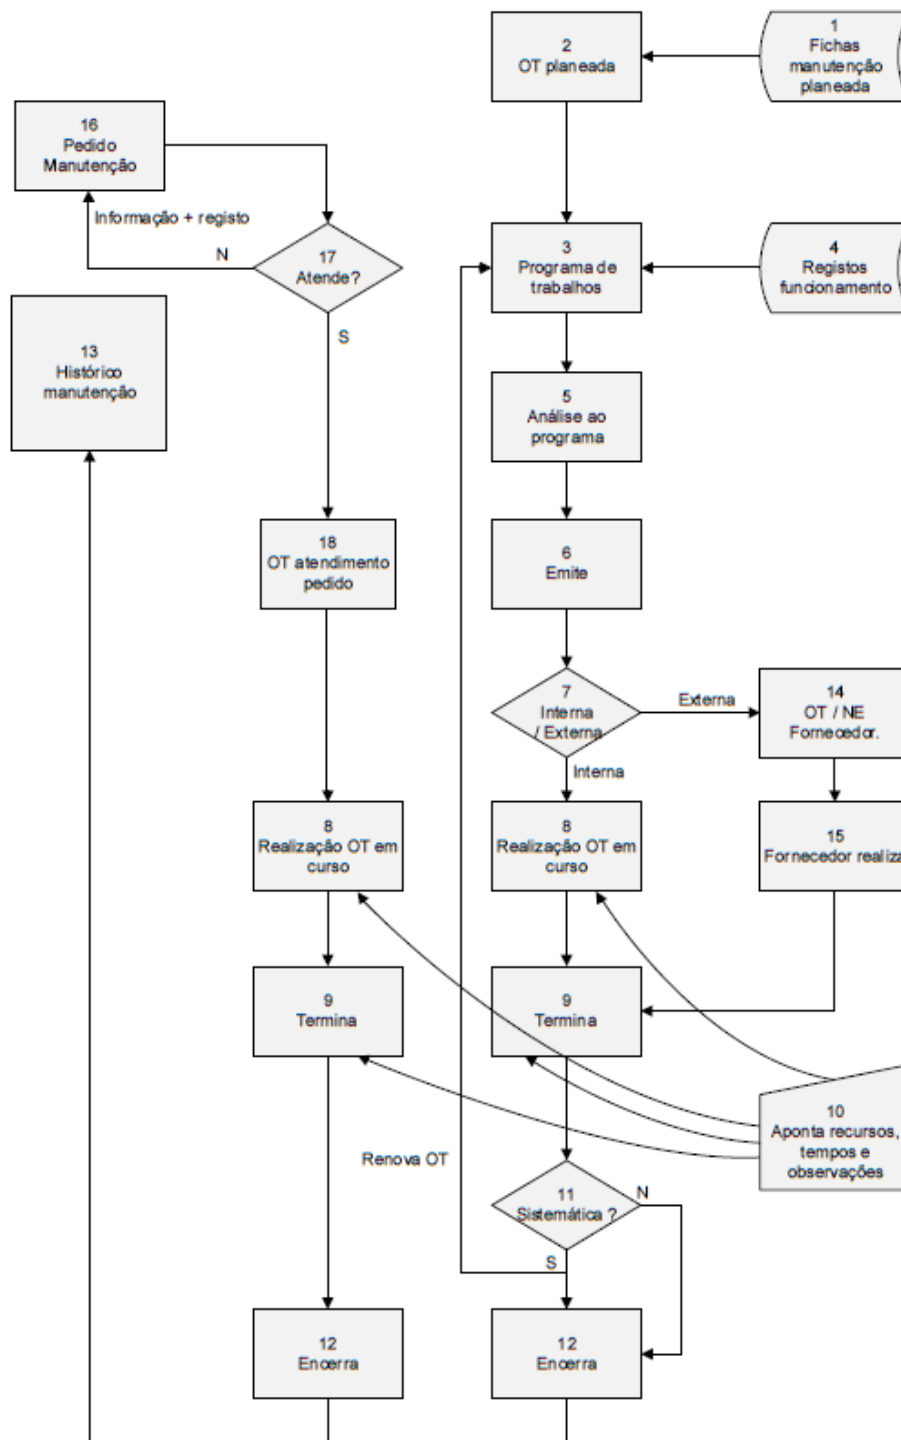 1
Fichas
manutenção
planeada
2
OT planeada
16
Pedido
Manutenção
Informação + registo
N
17
Atende?
S
3
Programa de
trabalhos
4
Registos
funcionamento
13
Histórico
manutenção
5
Análise ao
programa
18
OT atendimento
pedido
6
Emite
7
Interna
/ Externa
Externa
Interna
14
OT / NE
Fornecedor.
8
Realização OT em
curso
8
Realização OT em
curso
15
Fornecedor realiza
9
Termina
9
Termina
10
Aponta recursos,
tempos e
observações
Renova OT
11
Sistemática ?
N
S
12
Encerra
12
Encerra